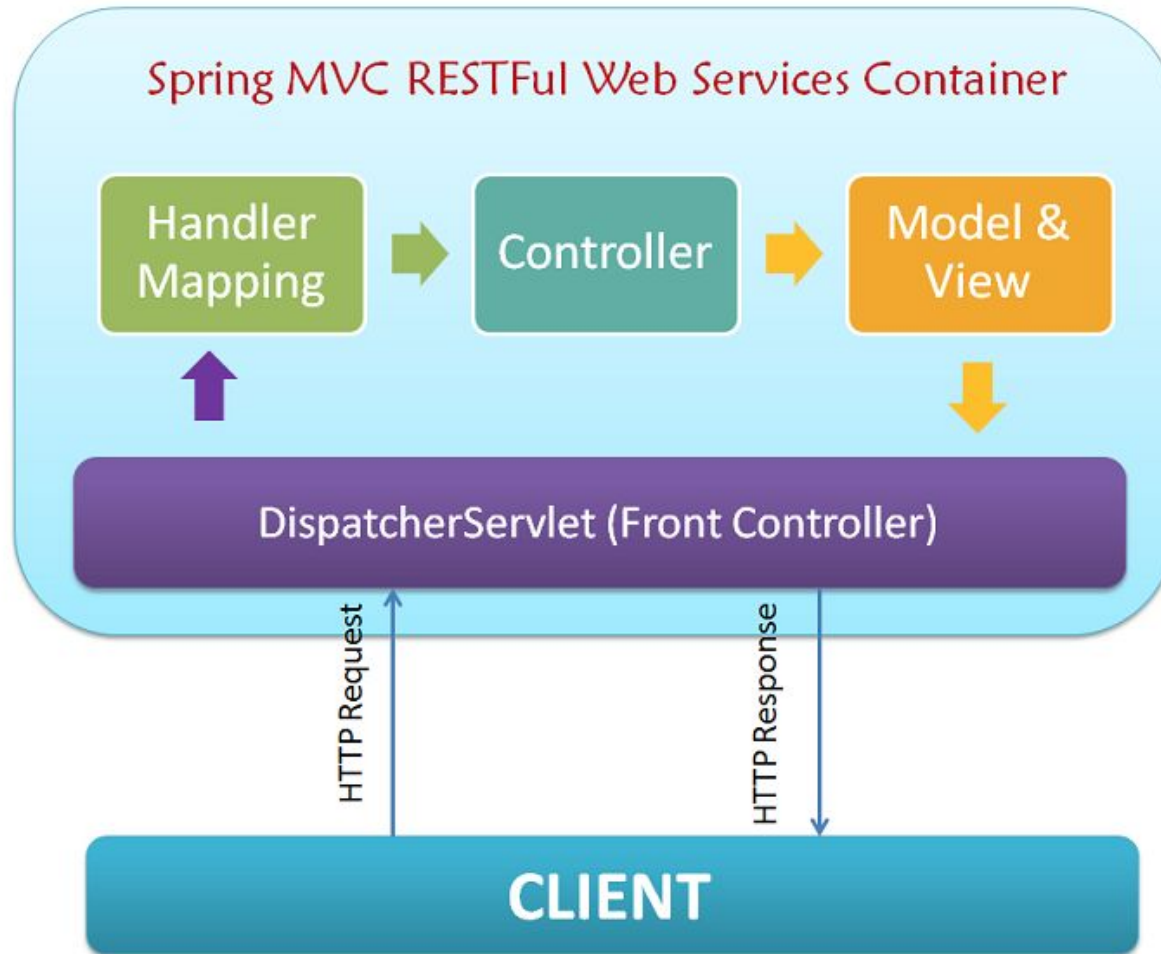 Spring MVC RESTFul Web Services Container
Handler
Mapping
Controller
Model &
View
DispatcherServlet (Front Controller)
HTTP Request
HTTP Response
CLIENT